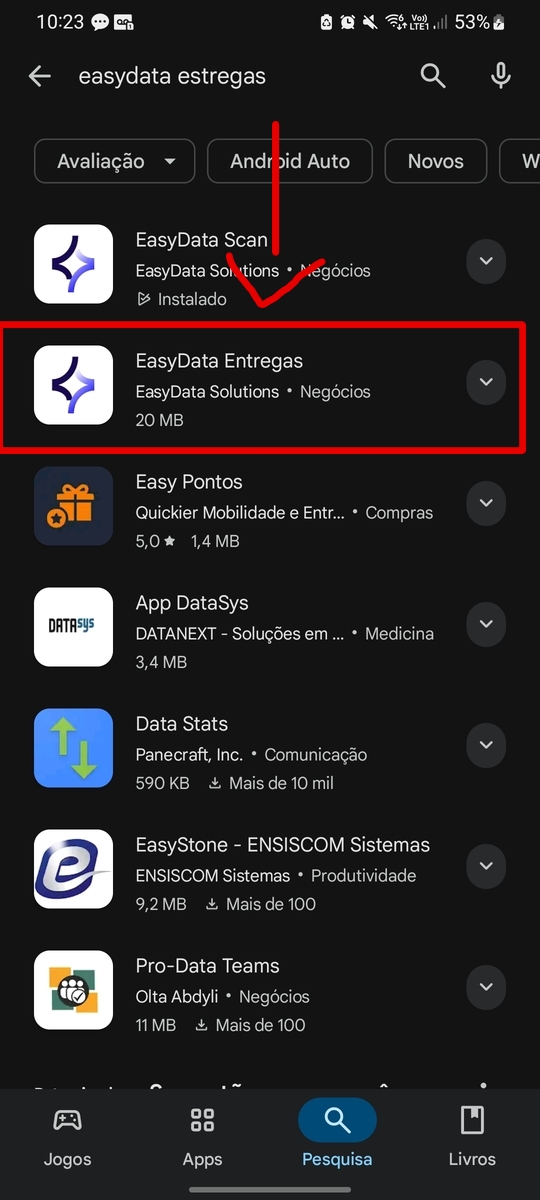 10:23
Vo))
LTE1
53%
easydata estregas
Avaliação
Android Auto
Novos
W
EasyData Scan
EasyData Solutions • Negócios
Instalado
EasyData Entregas
EasyData Solutions • Negócios
20 MB
Easy Pontos
Quickier Mobilidade e Entr... • Compras
5,0 ★ 1,4 MB
DATASYS
App DataSys
DATANEXT - Soluções em ... • Medicina
3,4 MB
Data Stats
Panecraft, Inc. • Comunicação
590 KB Mais de 10 mil
EasyStone - ENSISCOM Sistemas
ENSISCOM Sistemas • Produtividade
9,2 MB Mais de 100
Pro-Data Teams
Olta Abdyli • Negócios
11 MB Mais de 100
Jogos
Apps
Pesquisa
Livros